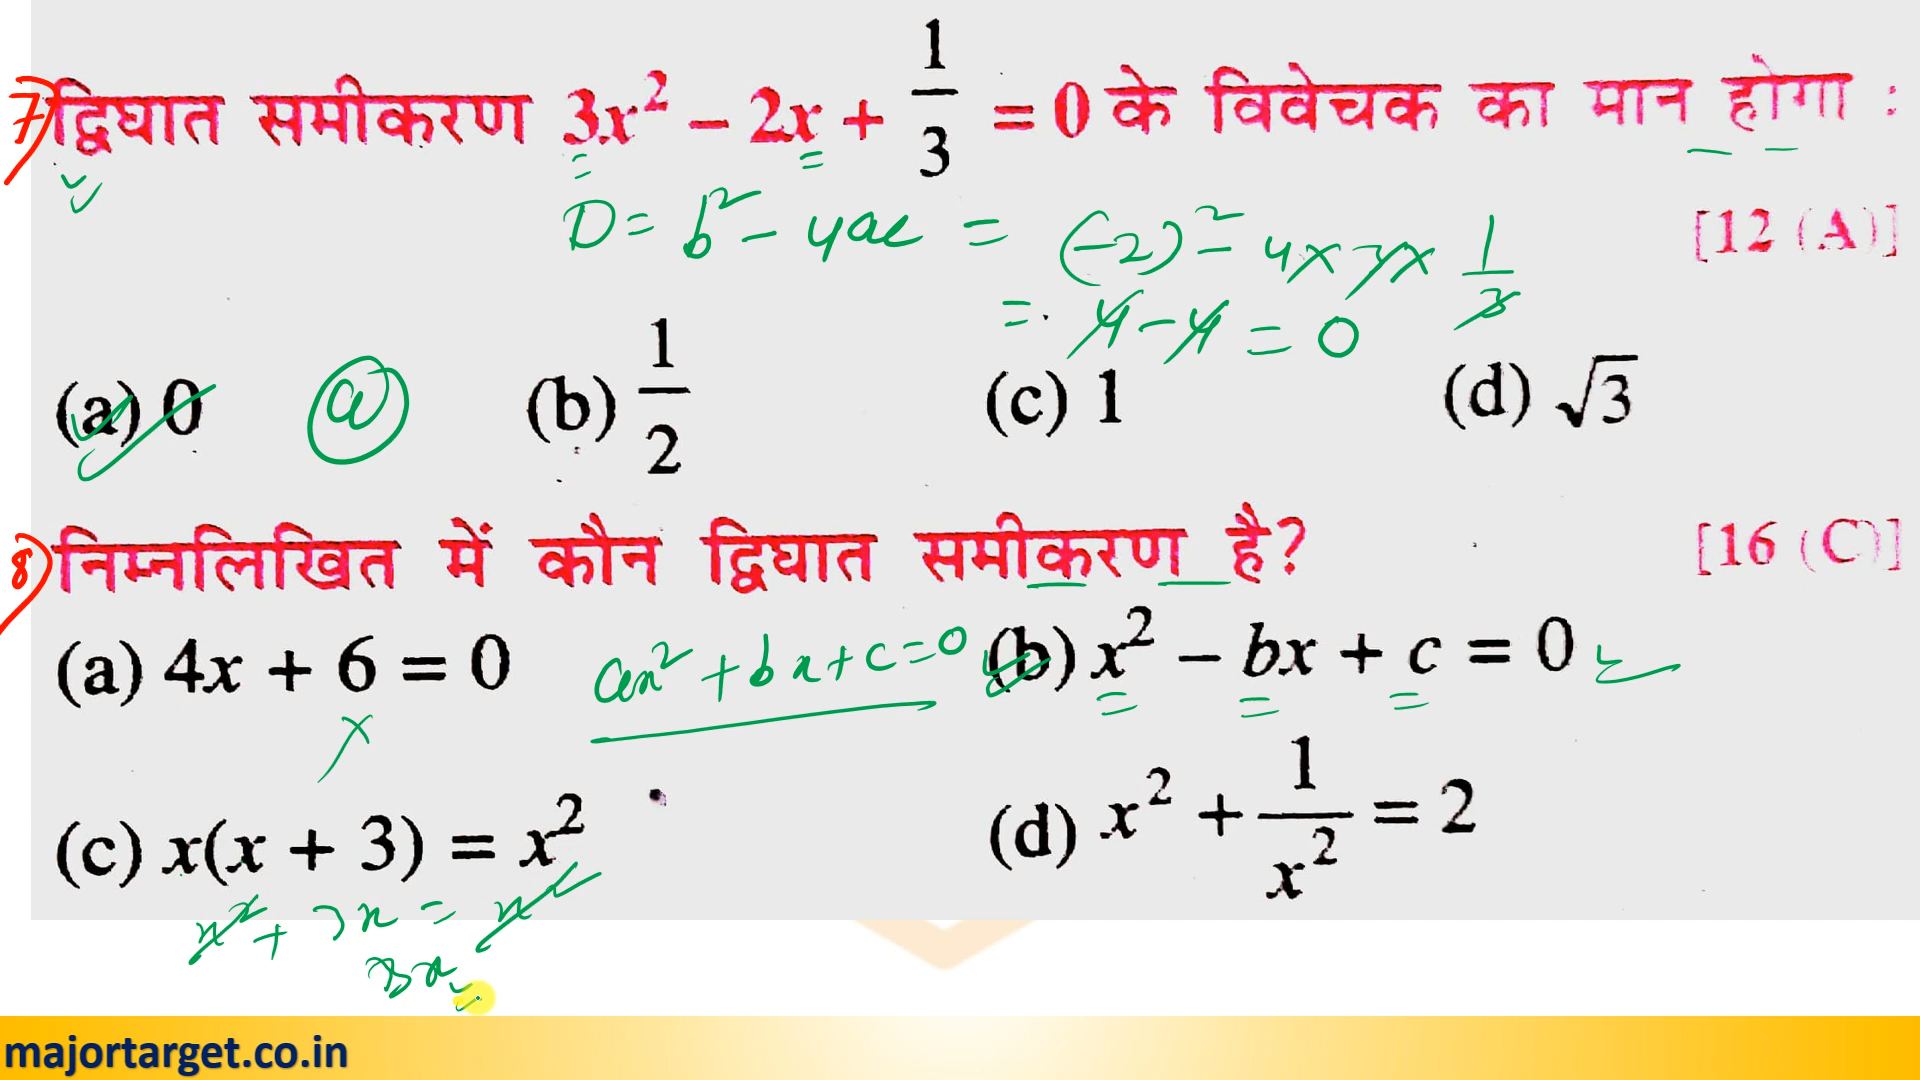 7) द्विघात समीकरण 3x² – 2x + 1/3 = 0 के विवेचक का मान होगा :
D = b² – 4ac = (–2)² – 4 × 3 × 1/3
[12 (A)]
= 4 – 4 = 0
(a) 0 (a) (b) 1/2 (c) 1 (d) √3
8) निम्नलिखित में कौन द्विघात समीकरण है? [16 (C)]
(a) 4x + 6 = 0 ax² + bx + c = 0 (b) x² – bx + c = 0
(c) x(x + 3) = x² (d) x² + 1/x² = 2
x² + 3x = x²
3x =
majortarget.co.in